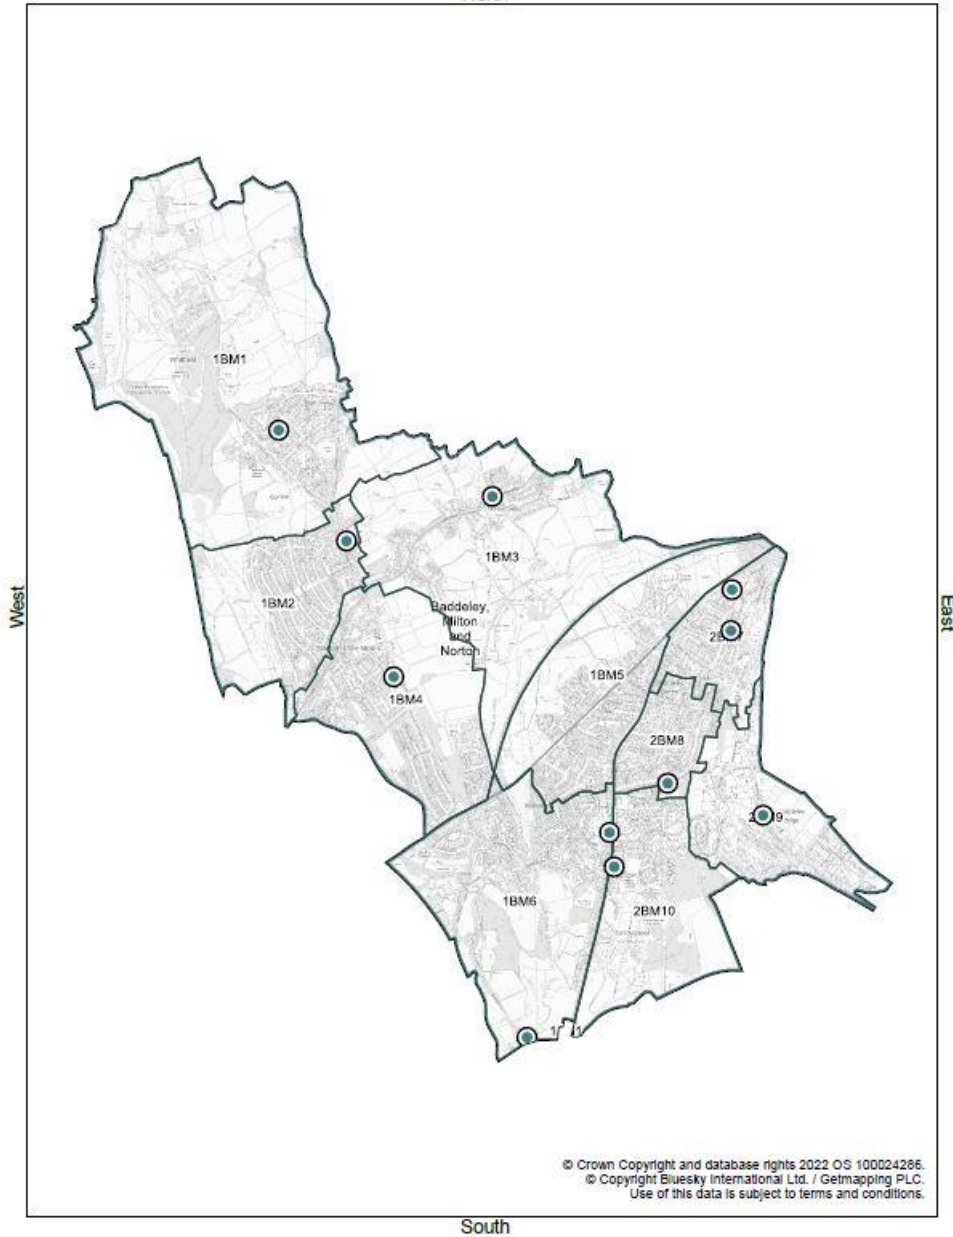 1BM1
1BM3
1BM2
Baddeley,
Milton
and
Norton
1BM5
1BM4
2BM8
1BM6
2BM10
West
East
© Crown Copyright and database rights 2022 OS 100024286.
© Copyright Bluesky International Ltd. / Getmapping PLC.
Use of this data is subject to terms and conditions.
South